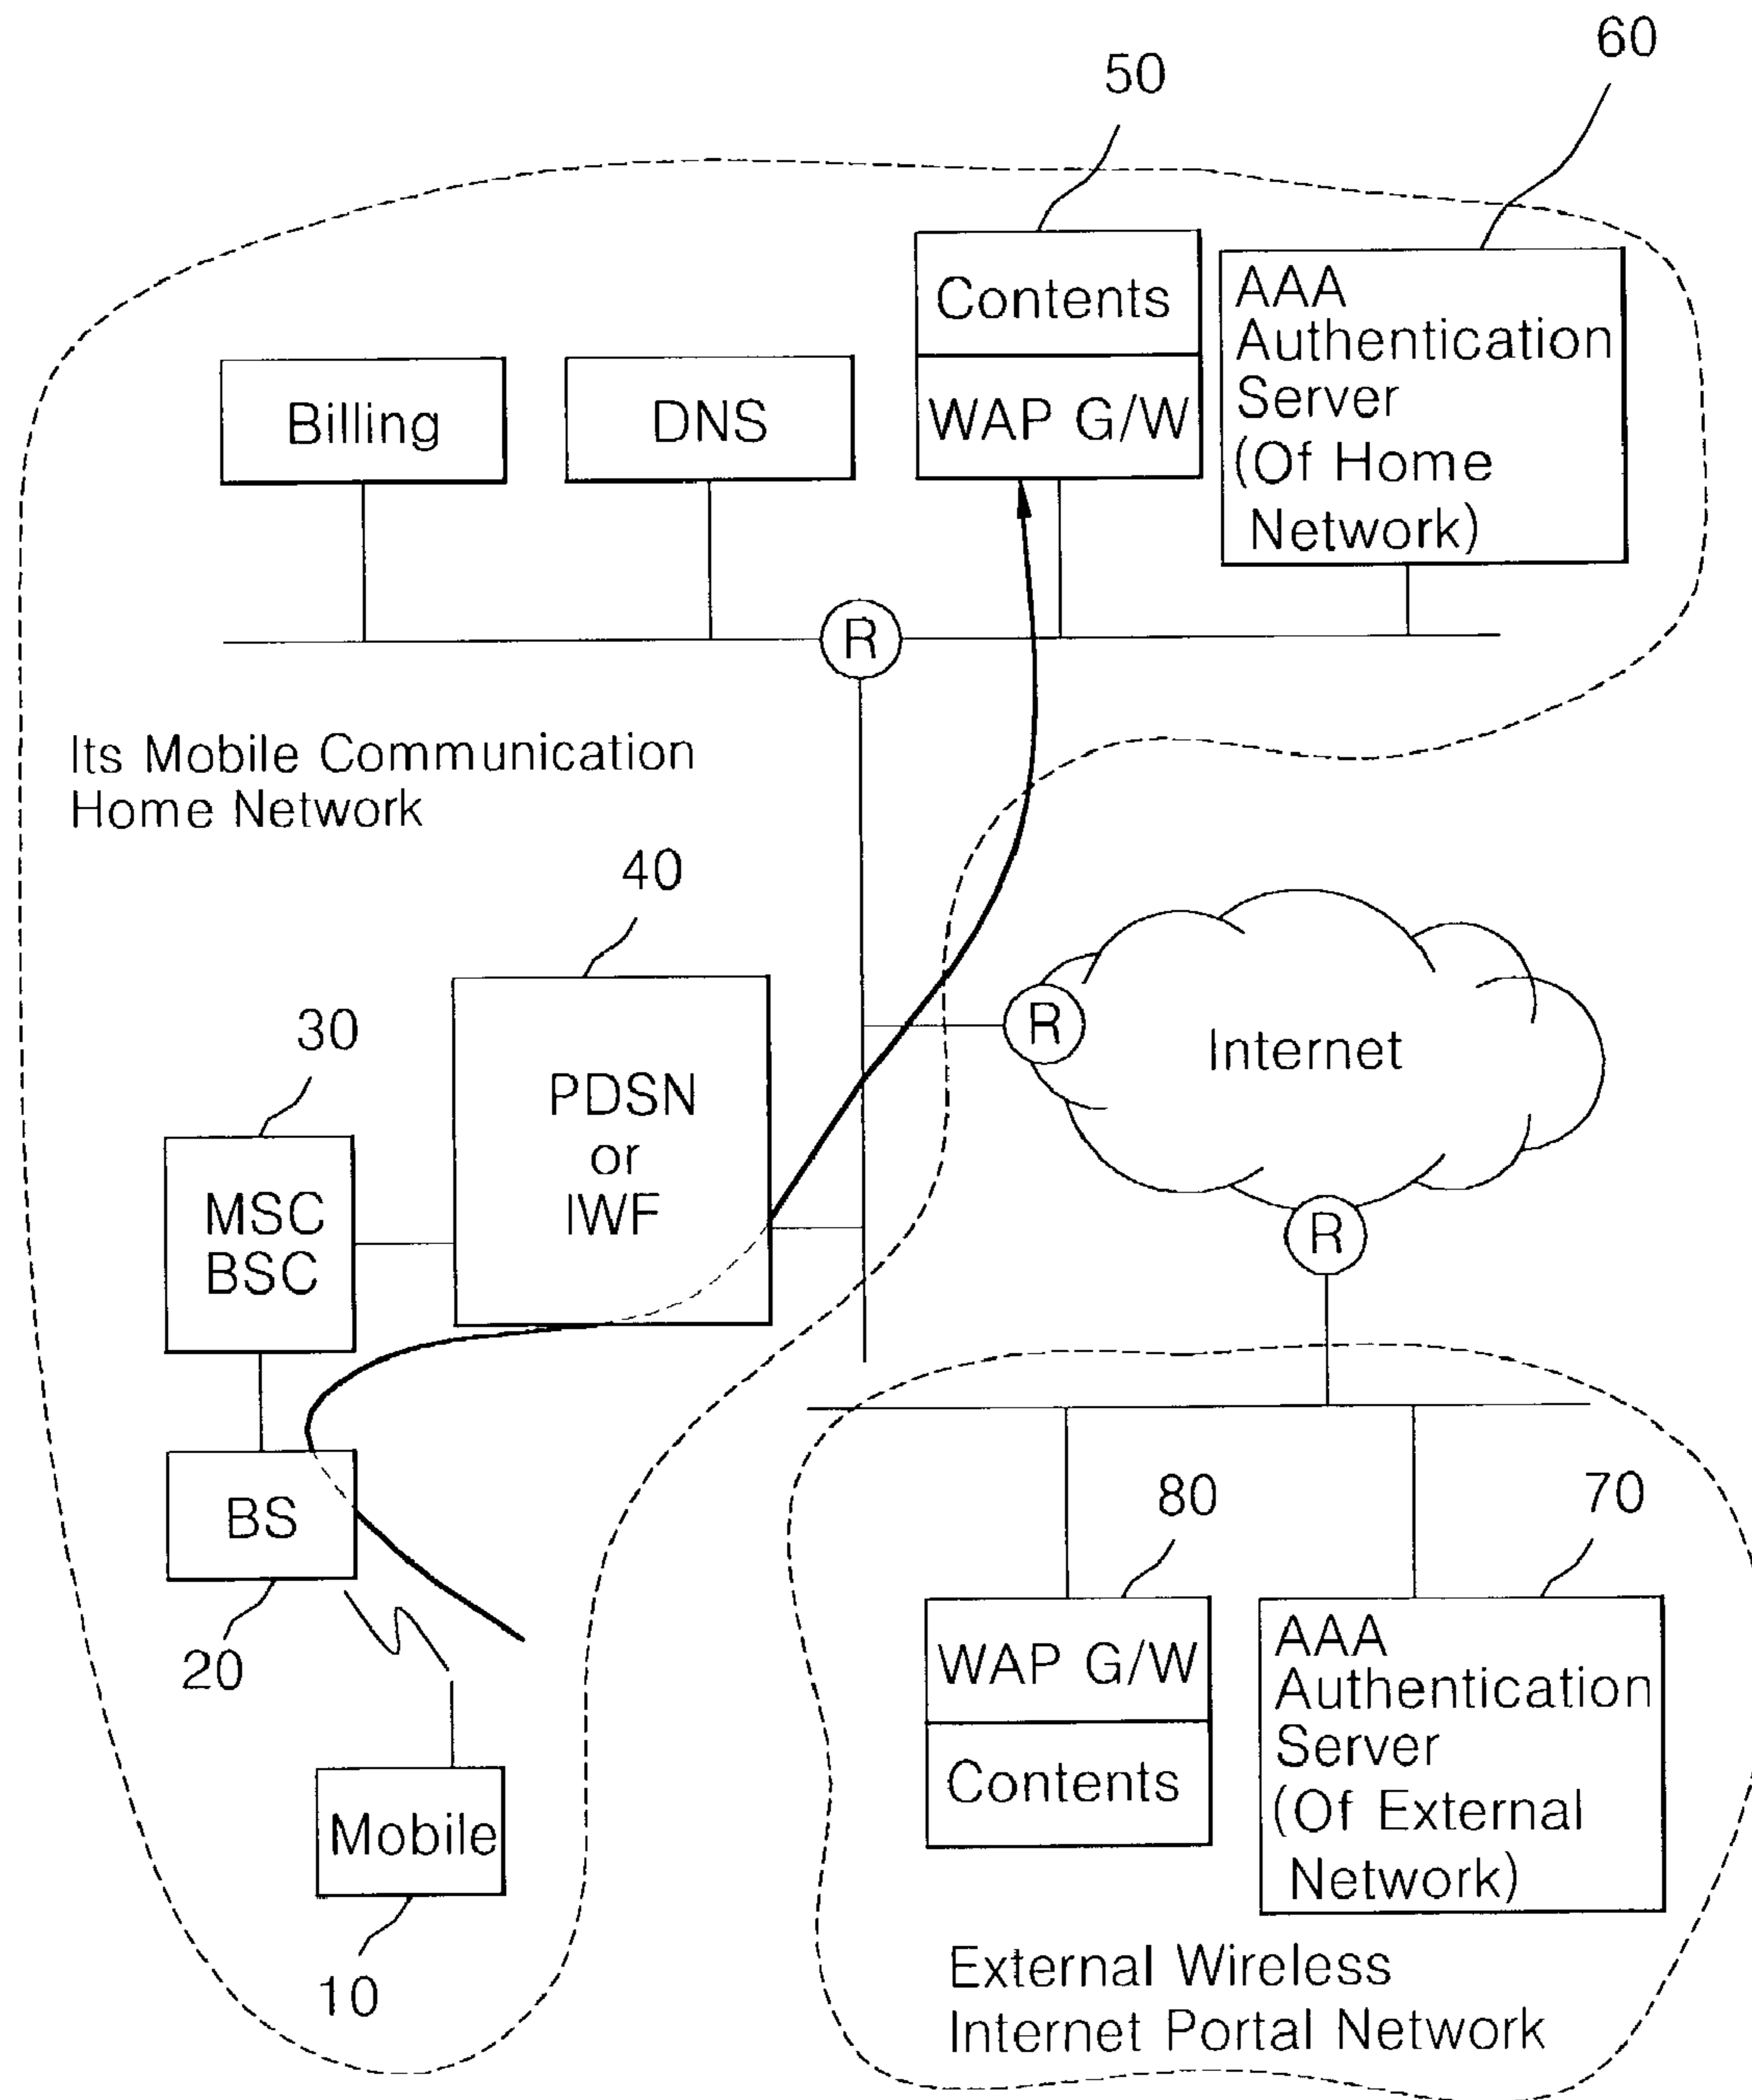 60
50
Contents
WAP G/W
AAA
Authentication
Server
(Of Home
Network)
Billing
DNS
R
Its Mobile Communication
Home Network
40
30
PDSN
or
IWF
MSC
BSC
R
Internet
R
BS
20
80
70
WAP G/W
Contents
AAA
Authentication
Server
(Of External
Network)
Mobile
10
External Wireless
Internet Portal Network